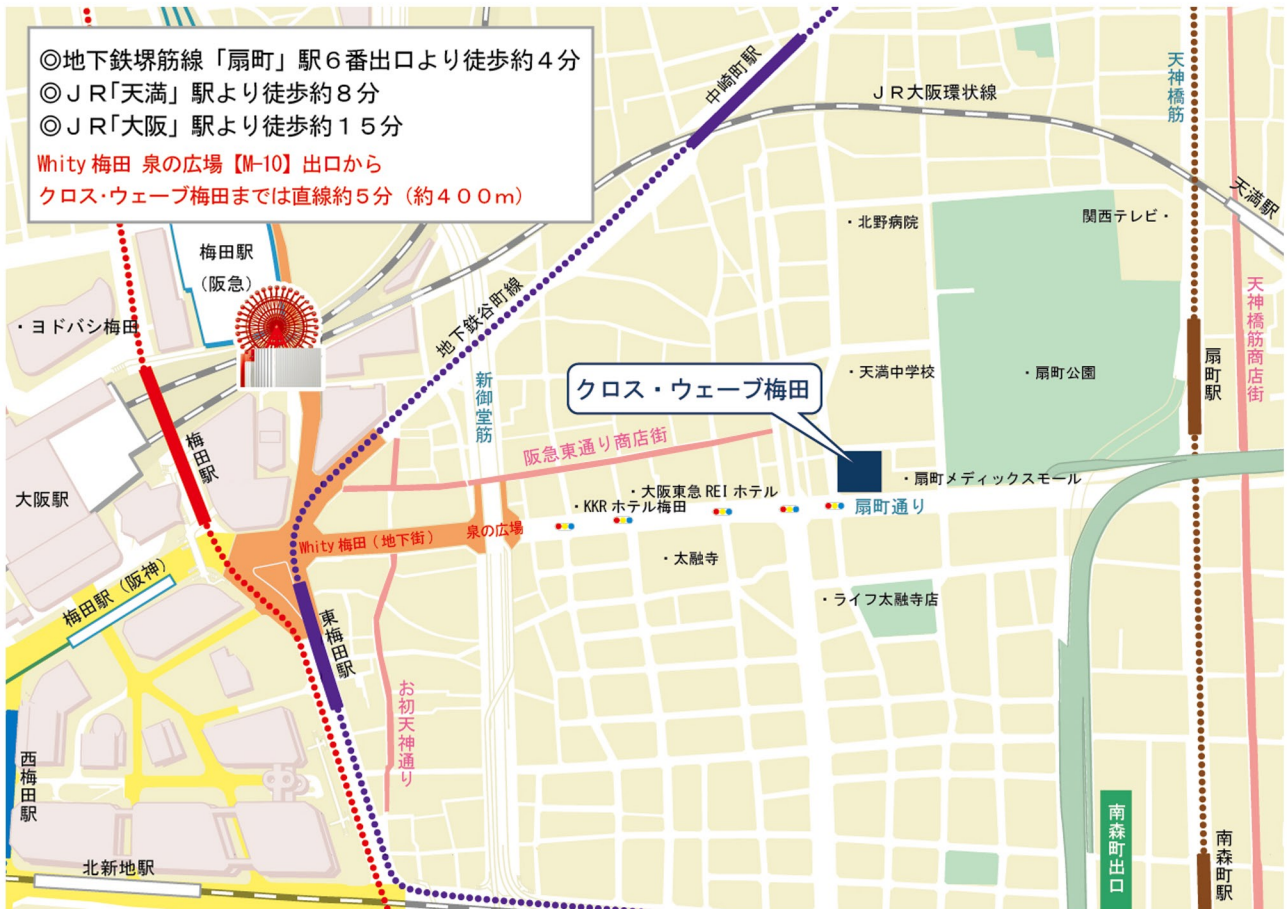 ◎地下鉄堺筋線「扇町」駅６番出口より徒歩約４分
◎ＪＲ「天満」駅より徒歩約８分
◎ＪＲ「大阪」駅より徒歩約１５分
Whity 梅田 泉の広場【M-10】出口から
クロス・ウェーブ梅田までは直線約５分（約４００ｍ）
中崎町駅
ＪＲ大阪環状線
天神橋筋
天満駅
・北野病院
関西テレビ・
梅田駅
（阪急）
・ヨドバシ梅田
地下鉄谷町線
天神橋筋商店街
新御堂筋
クロス・ウェーブ梅田
・天満中学校
・扇町公園
扇町駅
梅田駅
阪急東通り商店街
大阪駅
・大阪東急 REI ホテル
・扇町メディックスモール
・KKR ホテル梅田
扇町通り
Whity 梅田（地下街）
泉の広場
・太融寺
梅田駅（阪神）
東梅田駅
・ライフ太融寺店
お初天神通り
西梅田駅
北新地駅
南森町出口
南森町駅